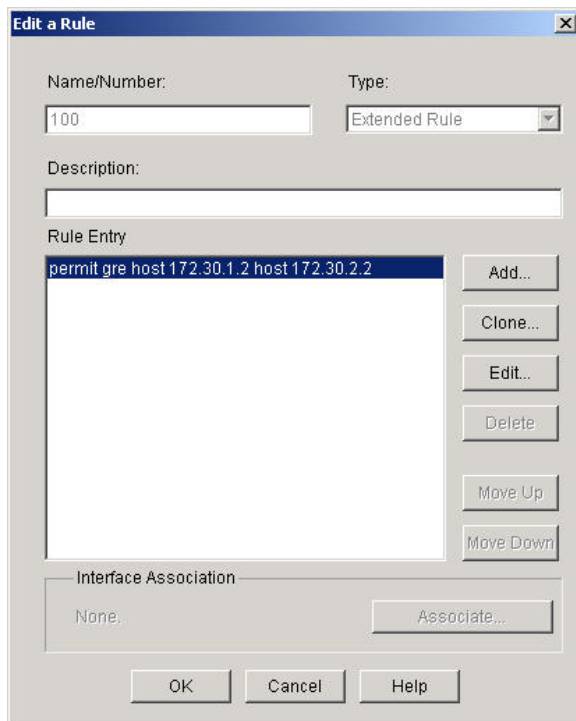 Edit a Rule
Name/Number:
Type:
100
Extended Rule
Description:
Rule Entry
permit gre host 172.30.1.2 host 172.30.2.2
Add...
Clone...
Edit...
Delete
Move Up
Move Down
Interface Association
None.
Associate...
OK
Cancel
Help